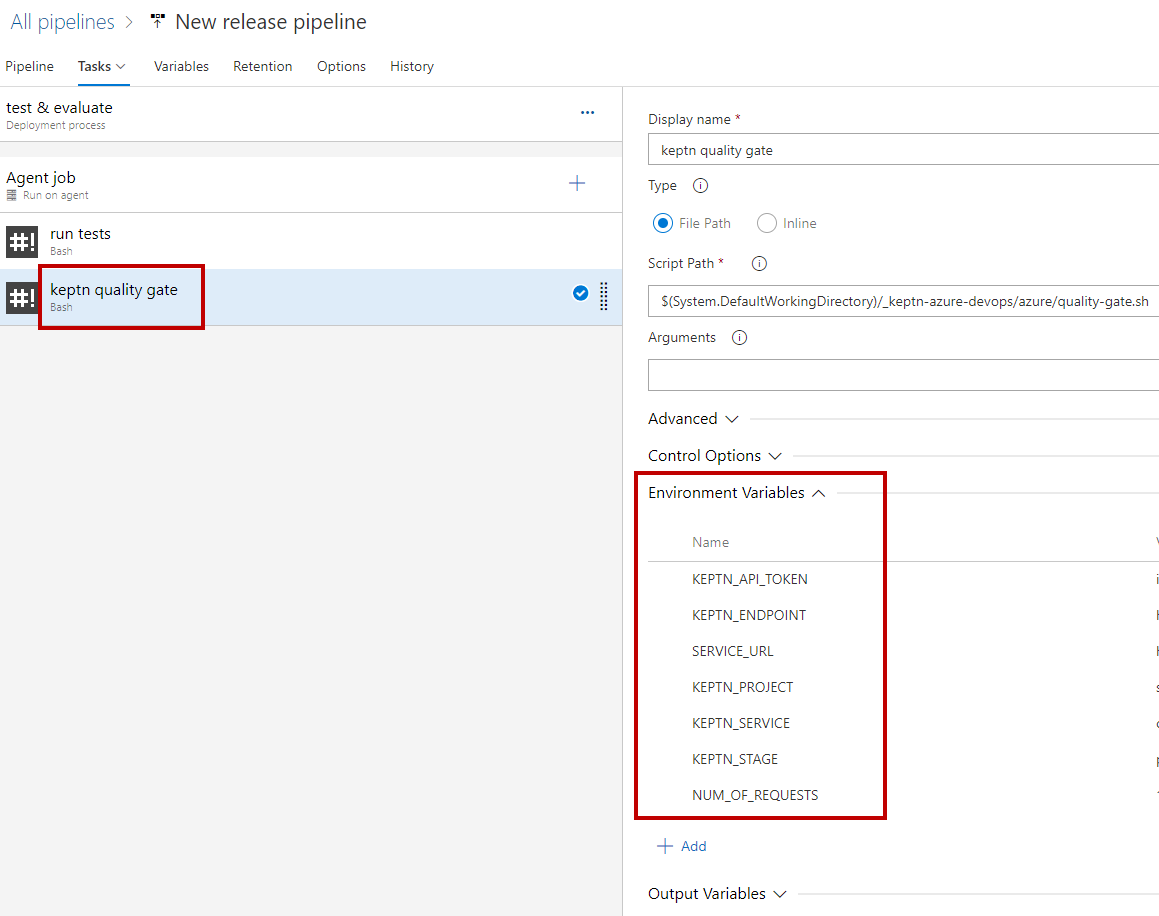 All pipelines > New release pipeline
Pipeline Tasks Variables Retention Options History
test & evaluate
Deployment process
Agent job
Run on agent
#! run tests
Bash
#! keptn quality gate
Bash
Display name *
keptn quality gate
Type
File Path Inline
Script Path *
$(System.DefaultWorkingDirectory)/_keptn-azure-devops/azure/quality-gate.sh
Arguments
Advanced
Control Options
Environment Variables
Name
KEPTN_API_TOKEN
KEPTN_ENDPOINT
SERVICE_URL
KEPTN_PROJECT
KEPTN_SERVICE
KEPTN_STAGE
NUM_OF_REQUESTS
+ Add
Output Variables